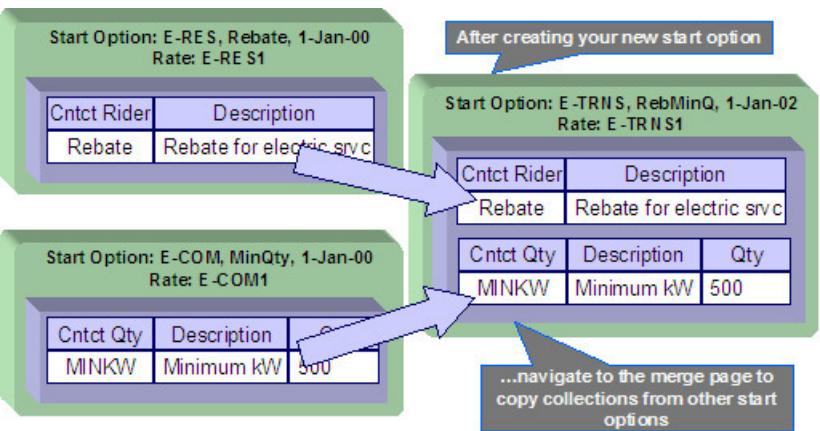 Start Option: E-RES, Rebate, 1-Jan-00
Rate: E-RES1
Cntct Rider Description
Rebate Rebate for electric srvc
Start Option: E-COM, MinQty, 1-Jan-00
Rate: E-COM1
Cntct Qty Description
MINKW Minimum kW 500
After creating your new start option
Start Option: E-TRNS, RebMinQ, 1-Jan-02
Rate: E-TRNS1
Cntct Rider Description
Rebate Rebate for electric srvc
Cntct Qty Description Qty
MINKW Minimum kW 500
...navigate to the merge page to
copy collections from other start
options